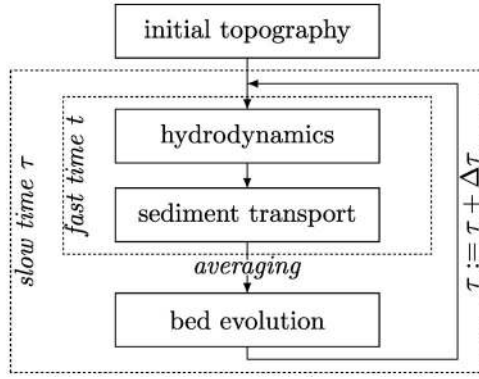 initial topography
hydrodynamics
sediment transport
averaging
bed evolution
slow time τ
fast time t
τ := τ + Δτ